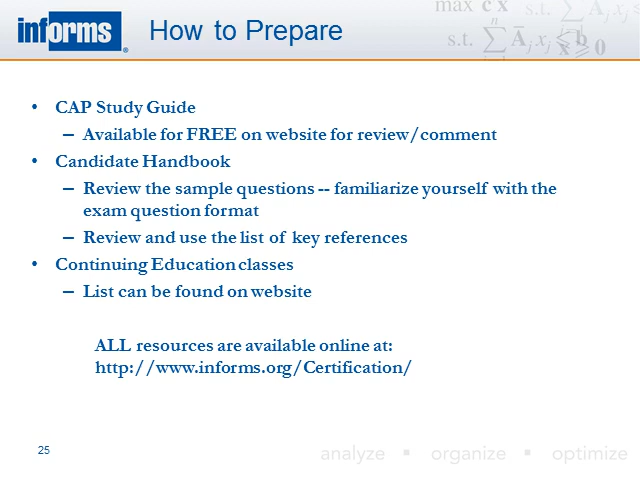 informs® How to Prepare
max c x s.t. ∑ A j x j ≤
s.t. ∑ A̅ j x j ≤ b
n
x ≥ 0
• CAP Study Guide
– Available for FREE on website for review/comment
• Candidate Handbook
– Review the sample questions -- familiarize yourself with the
exam question format
– Review and use the list of key references
• Continuing Education classes
– List can be found on website
ALL resources are available online at:
http://www.informs.org/Certification/
25
analyze ▪ organize ▪ optimize